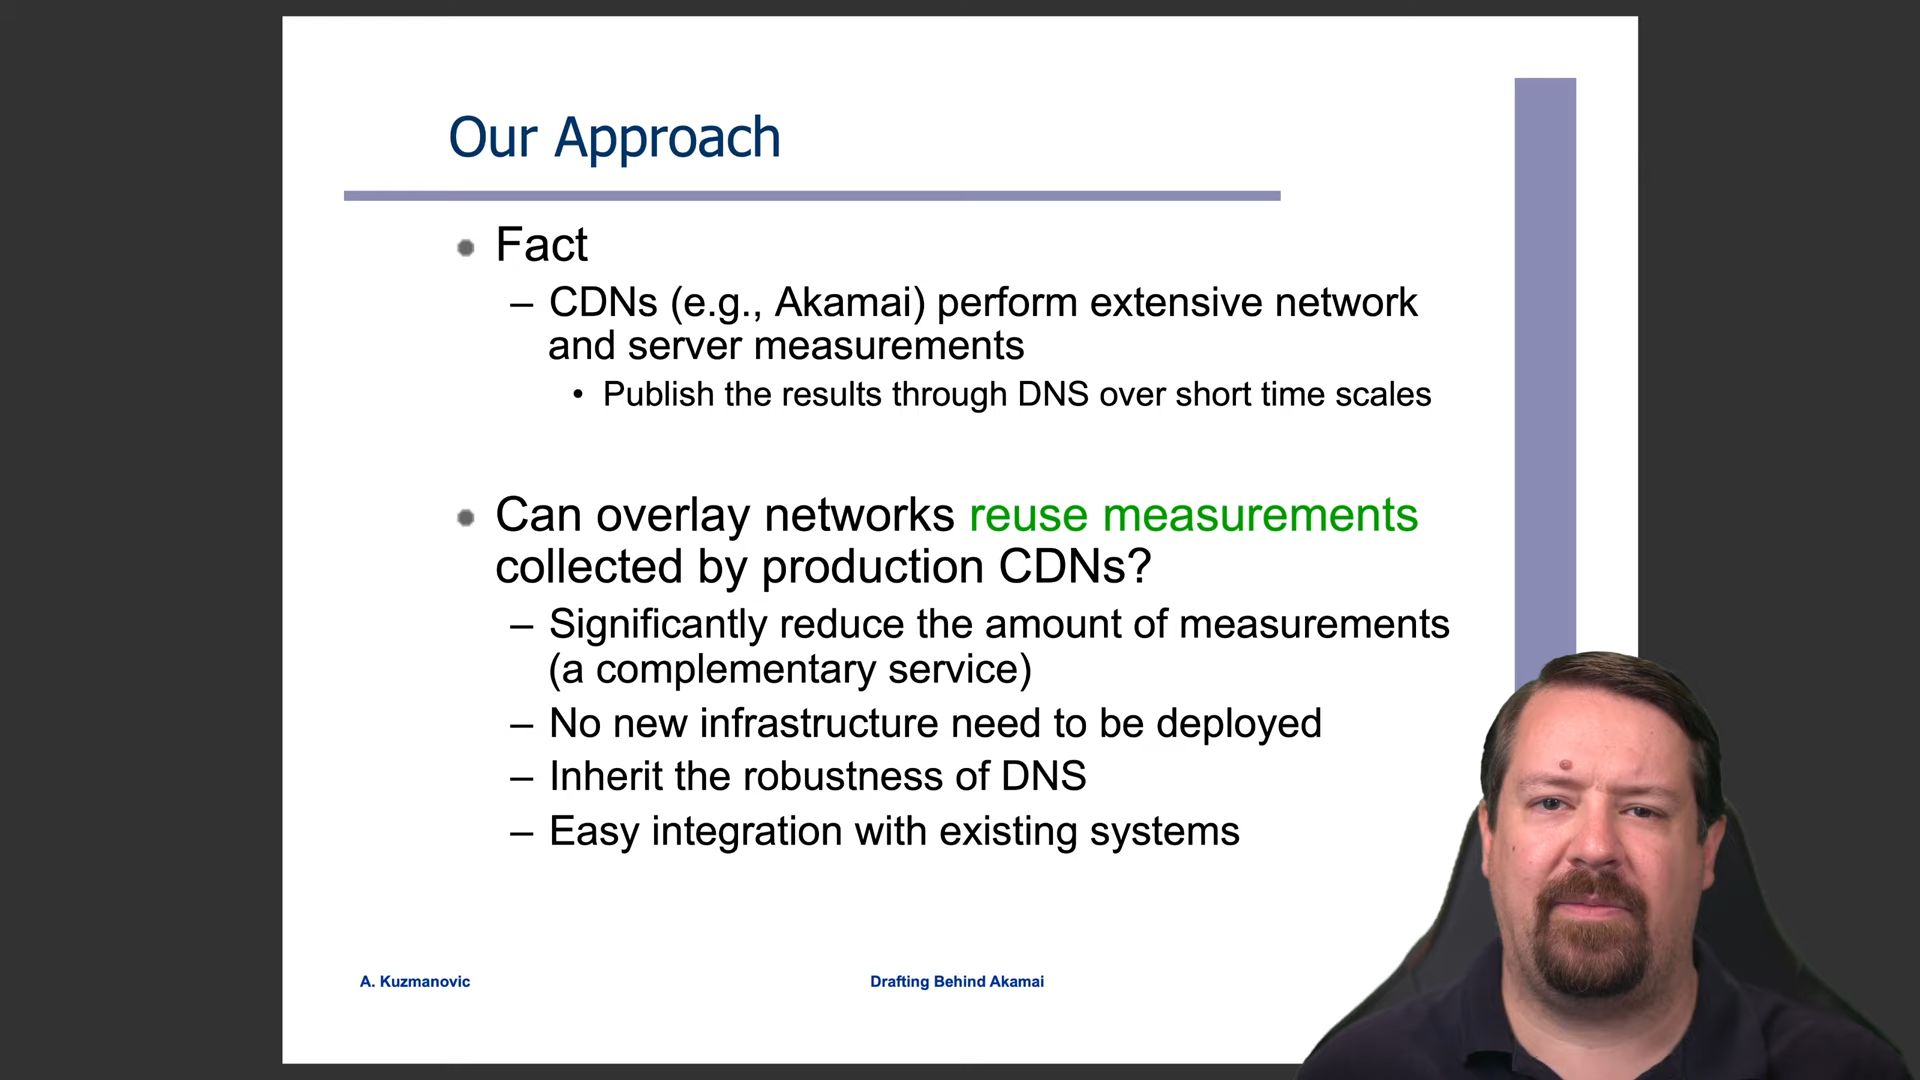 Our Approach
Fact
– CDNs (e.g., Akamai) perform extensive network
and server measurements
• Publish the results through DNS over short time scales
Can overlay networks reuse measurements
collected by production CDNs?
– Significantly reduce the amount of measurements
(a complementary service)
– No new infrastructure need to be deployed
– Inherit the robustness of DNS
– Easy integration with existing systems
A. Kuzmanovic
Drafting Behind Akamai